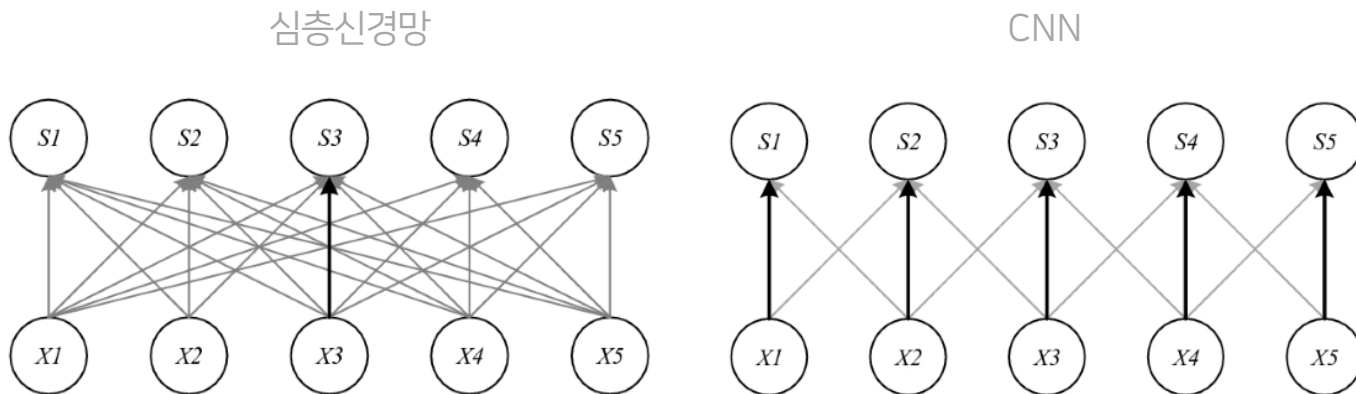 심층신경망
CNN
S1 S2 S3 S4 S5
S1 S2 S3 S4 S5
X1 X2 X3 X4 X5
X1 X2 X3 X4 X5